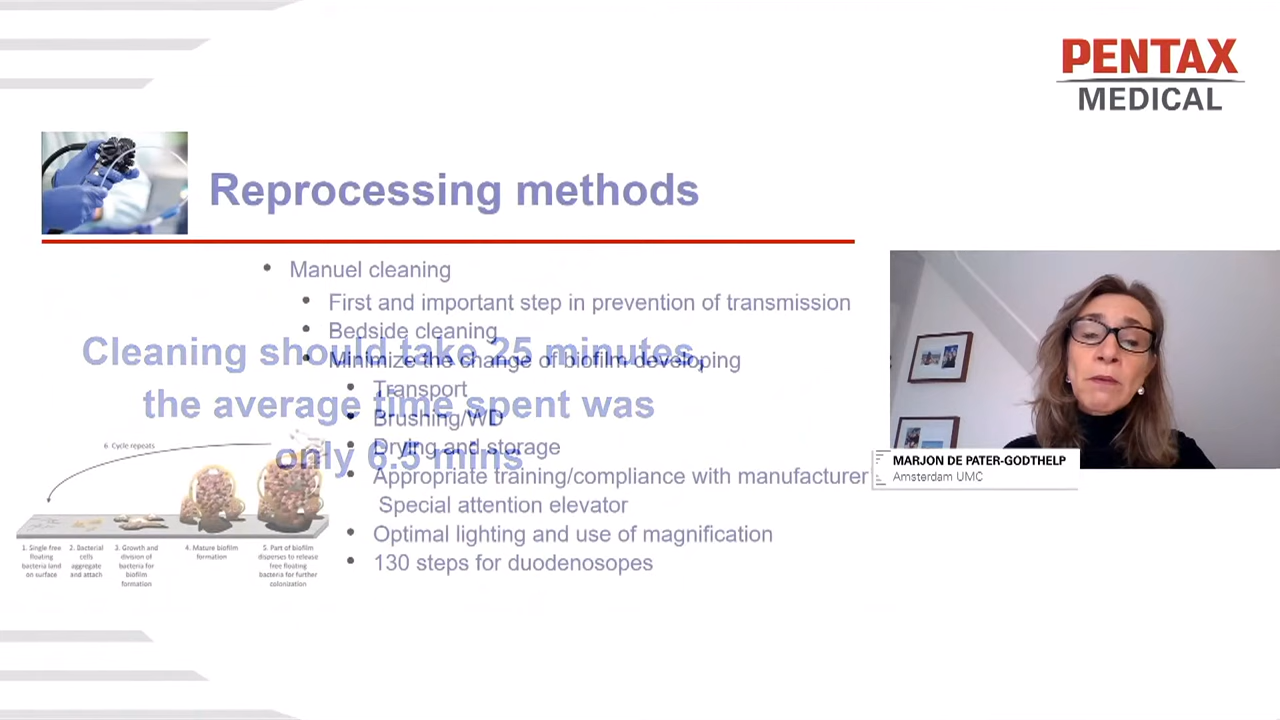 PENTAX
MEDICAL
Reprocessing methods
Manuel cleaning
First and important step in prevention of transmission
Bedside cleaning
Minimize the change of biofilm developing
Transport
Brushing/WD
Drying and storage
Appropriate training/compliance with manufacturer
Special attention elevator
Optimal lighting and use of magnification
130 steps for duodenosopes
Cleaning should take 25 minutes,
the average time spent was
only 6.5 mins
6. Cycle repeats
1. Single free
floating
bacteria land
on surface
2. Bacterial
cells
aggregate
and attach
3. Growth and
division of
bacteria for
biofilm
formation
4. Mature biofilm
formation
5. Part of biofilm
disperses to release
free floating
bacteria for further
colonization
MARJON DE PATER-GODTHELP
Amsterdam UMC